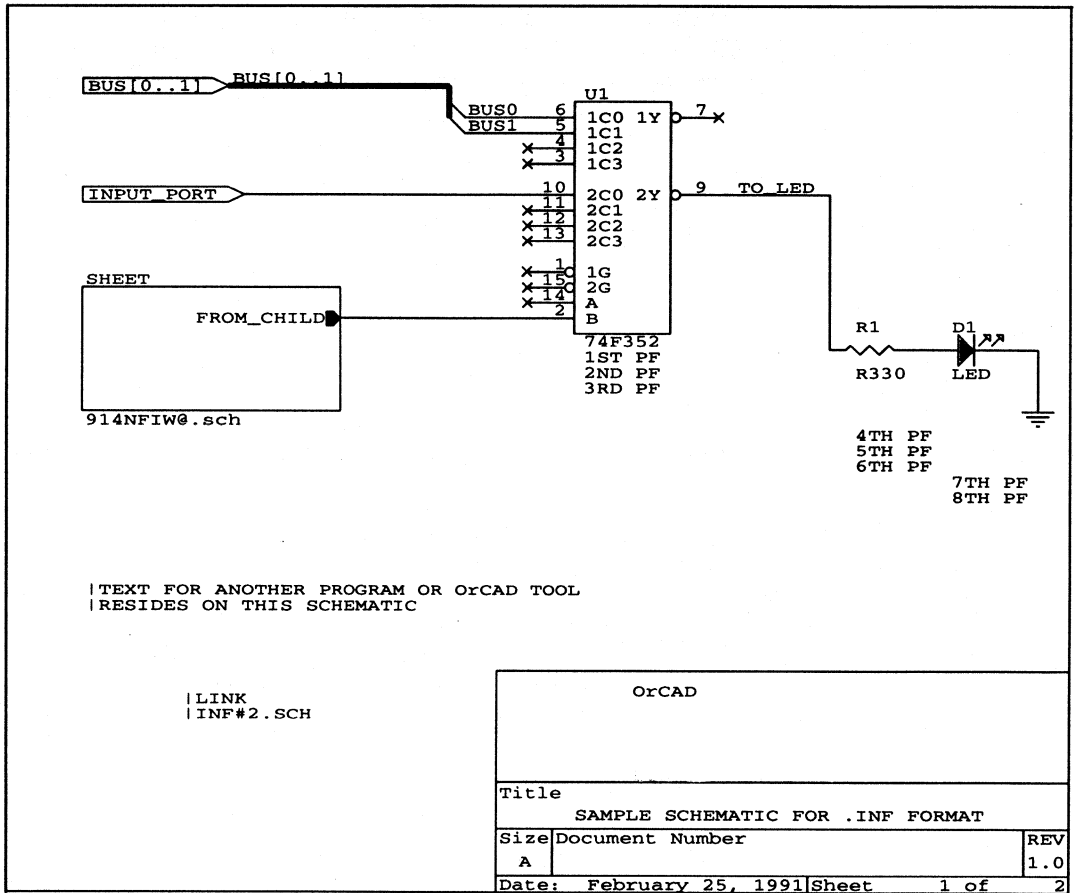 BUS[0..1] BUS[0..1]
U1
BUS0 6 1C0 1Y 7
BUS1 5 1C1
4 1C2
3 1C3
INPUT_PORT 10 2C0 2Y 9 TO_LED
11 2C1
12 2C2
13 2C3
1 1G
15 2G
14 A
2 B
SHEET
FROM_CHILD
914NFIW@.sch
74F352
1ST PF
2ND PF
3RD PF
R1 D1
R330 LED
4TH PF
5TH PF
6TH PF
7TH PF
8TH PF
|TEXT FOR ANOTHER PROGRAM OR OrCAD TOOL
|RESIDES ON THIS SCHEMATIC
|LINK
|INF#2.SCH
OrCAD
Title
SAMPLE SCHEMATIC FOR .INF FORMAT
Size Document Number REV
A 1.0
Date: February 25, 1991 Sheet 1 of 2